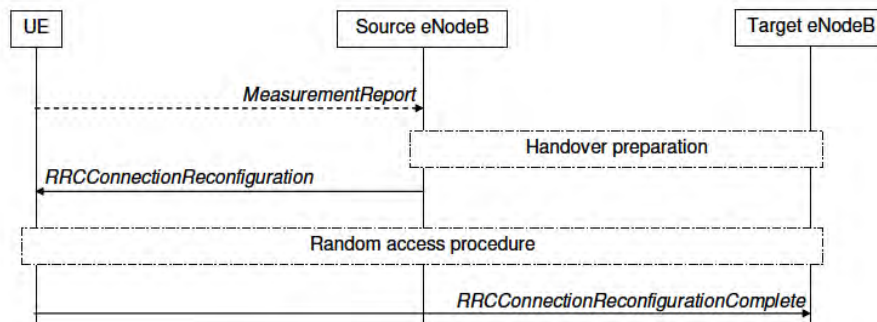 UE
Source eNodeB
Target eNodeB
MeasurementReport
Handover preparation
RRCConnectionReconfiguration
Random access procedure
RRCConnectionReconfigurationComplete